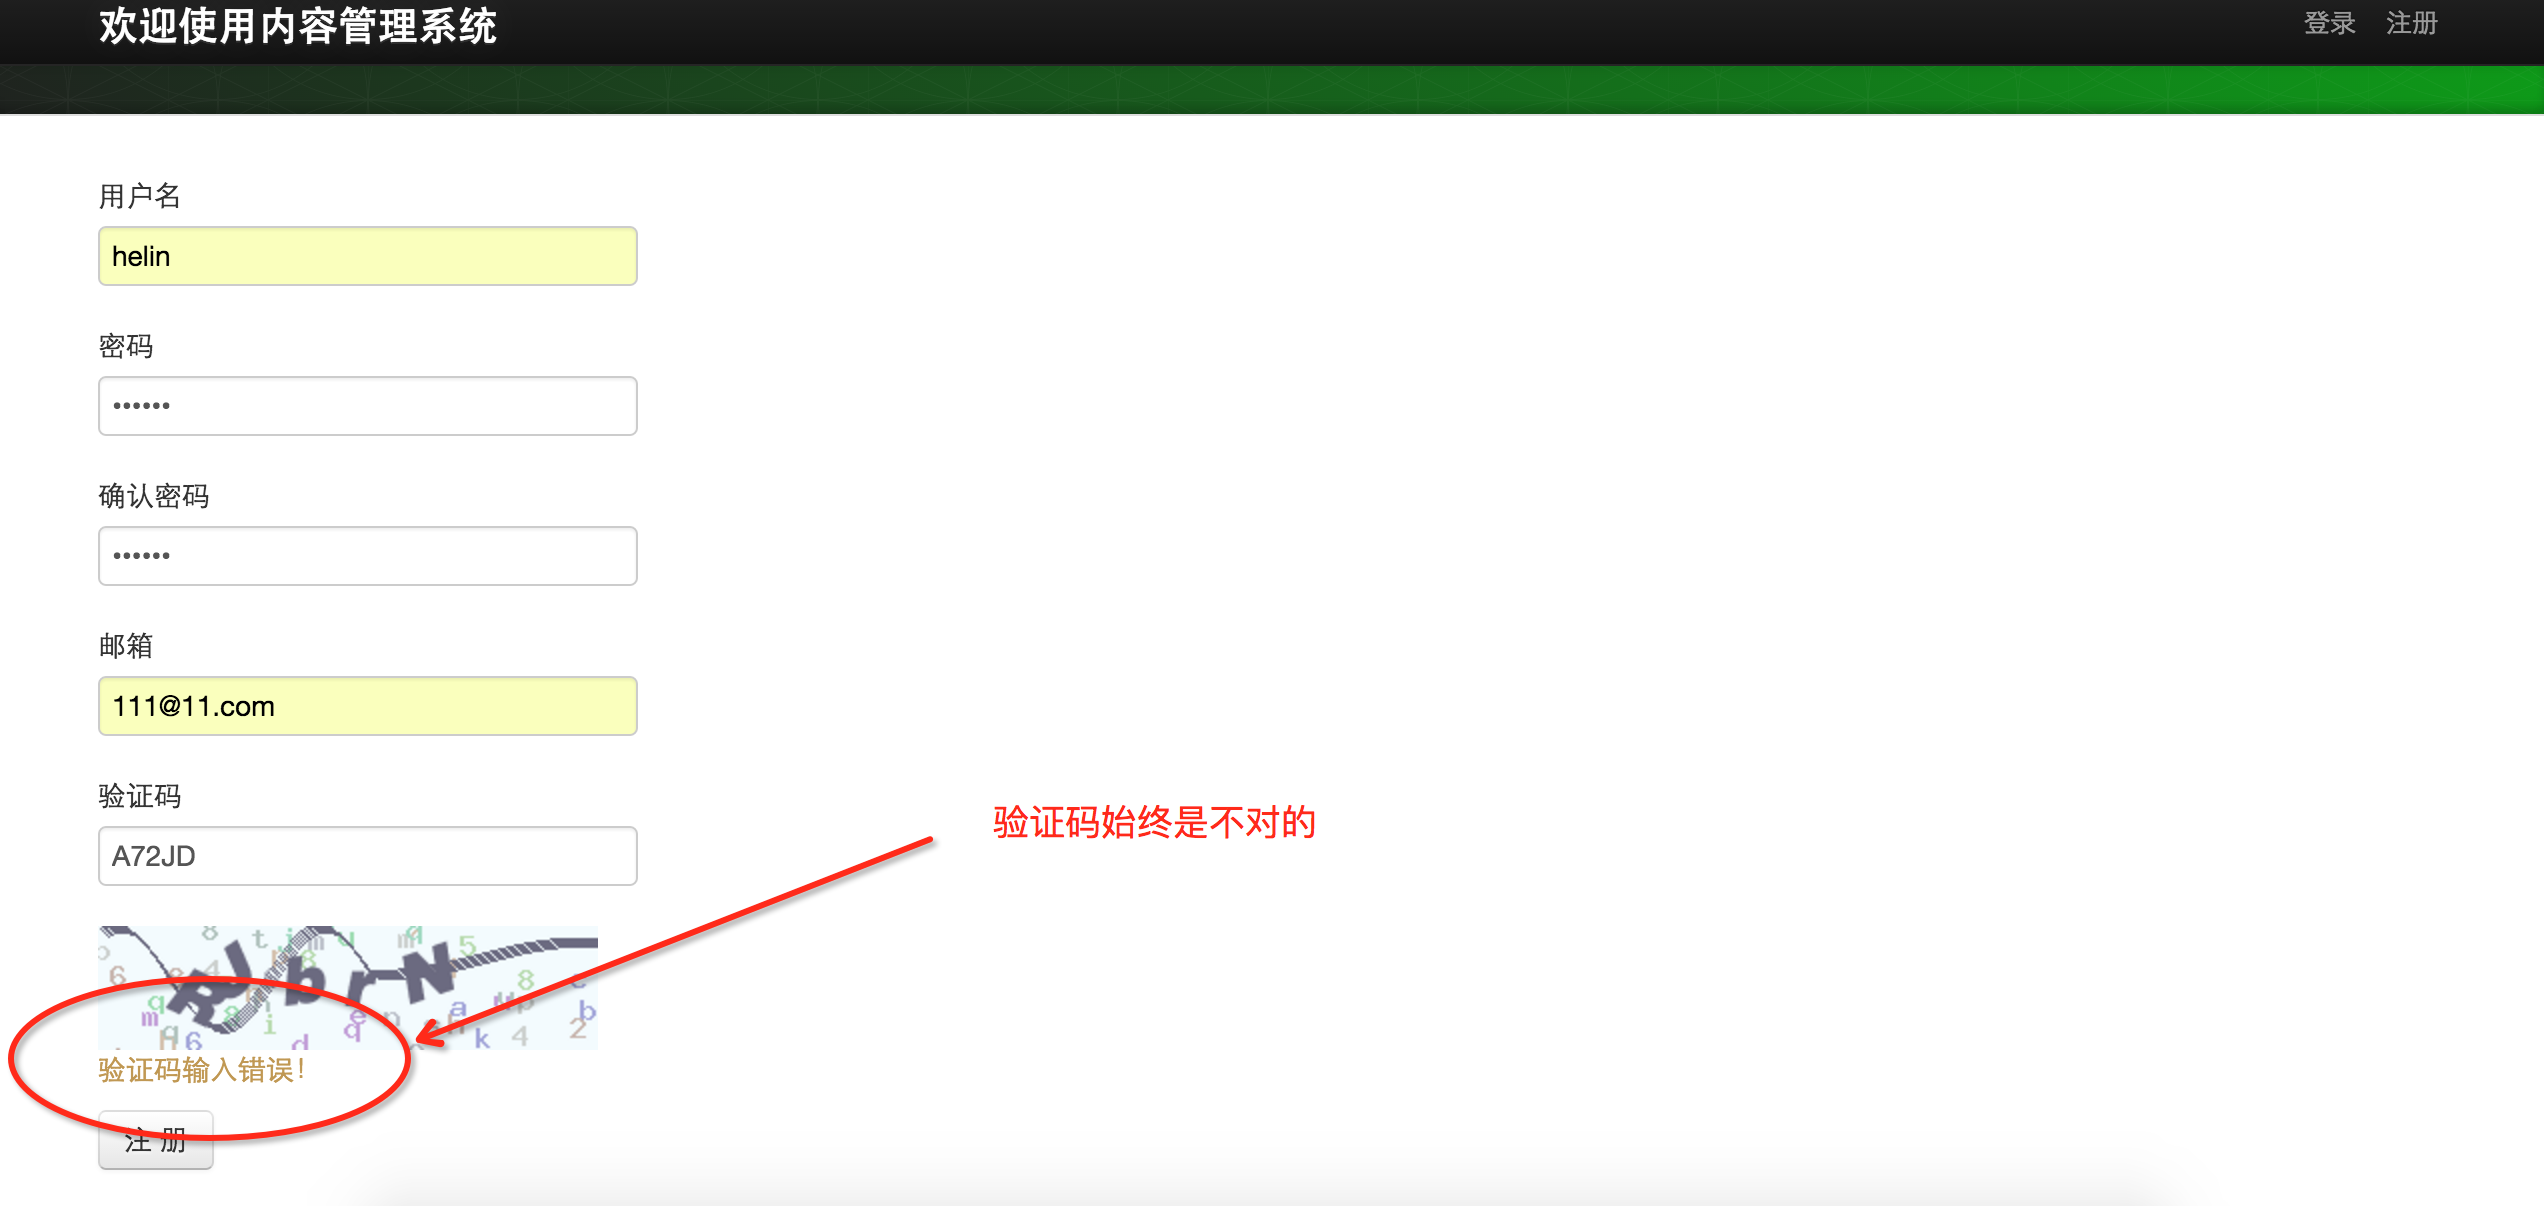 欢迎使用内容管理系统
登录 注册
用户名
helin
密码
••••••
确认密码
••••••
邮箱
111@11.com
验证码
验证码始终是不对的
A72JD
RJbrN
验证码输入错误!
注 册